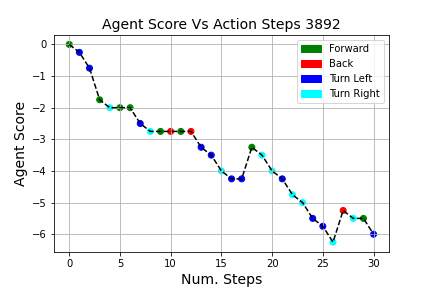 Agent Score Vs Action Steps 3892
Forward
Back
Turn Left
Turn Right
Agent Score
0
−1
−2
−3
−4
−5
−6
0 5 10 15 20 25 30
Num. Steps